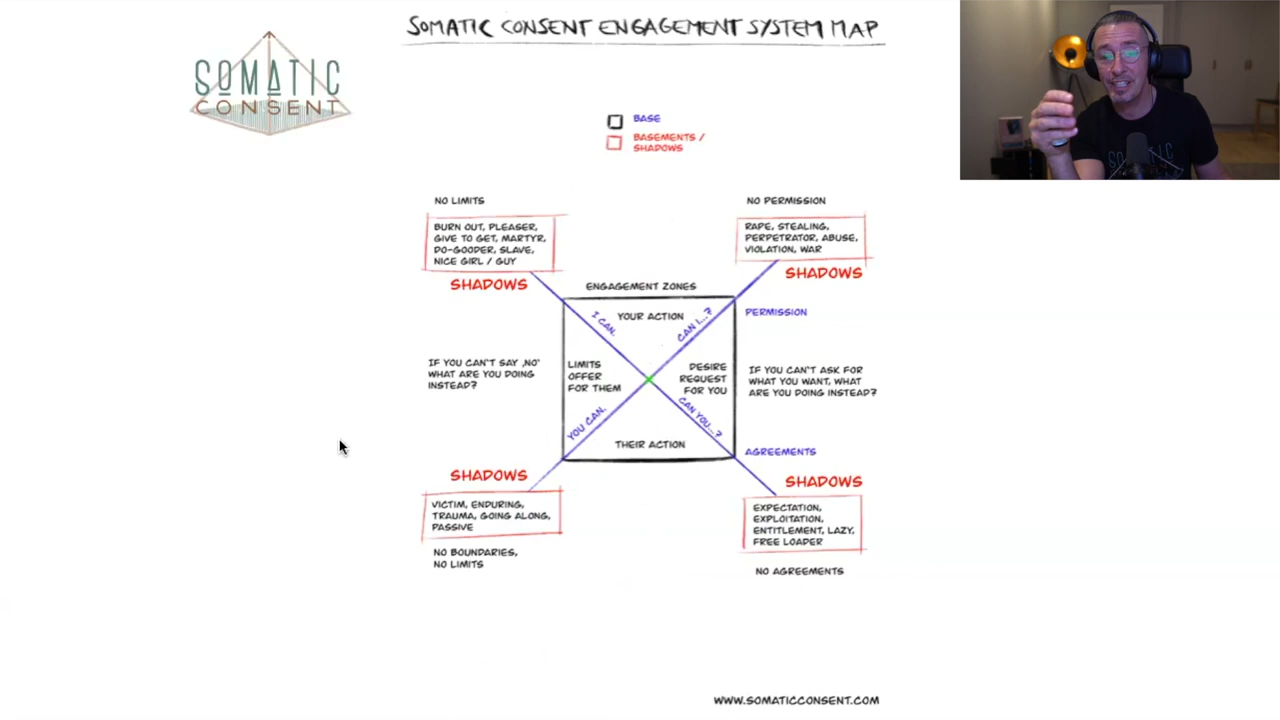 SOMATIC CONSENT ENGAGEMENT SYSTEM MAP
SOMATIC
CONSENT
BASE
BASEMENTS /
SHADOWS
NO LIMITS
BURN OUT, PLEASER,
GIVE TO GET, MARTYR,
DO-GOODER, SLAVE,
NICE GIRL / GUY
SHADOWS
NO PERMISSION
RAPE, STEALING,
PERPETRATOR, ABUSE,
VIOLATION, WAR
SHADOWS
ENGAGEMENT ZONES
YOUR ACTION
I CAN.
CAN I...?
PERMISSION
IF YOU CAN'T SAY ‚NO'
WHAT ARE YOU DOING
INSTEAD?
LIMITS
OFFER
FOR THEM
DESIRE
REQUEST
FOR YOU
IF YOU CAN'T ASK FOR
WHAT YOU WANT, WHAT
ARE YOU DOING INSTEAD?
YOU CAN.
CAN YOU...?
THEIR ACTION
AGREEMENTS
SHADOWS
VICTIM, ENDURING,
TRAUMA, GOING ALONG,
PASSIVE
NO BOUNDARIES,
NO LIMITS
SHADOWS
EXPECTATION,
EXPLOITATION,
ENTITLEMENT, LAZY,
FREE LOADER
NO AGREEMENTS
WWW.SOMATICCONSENT.COM
SOMATIC